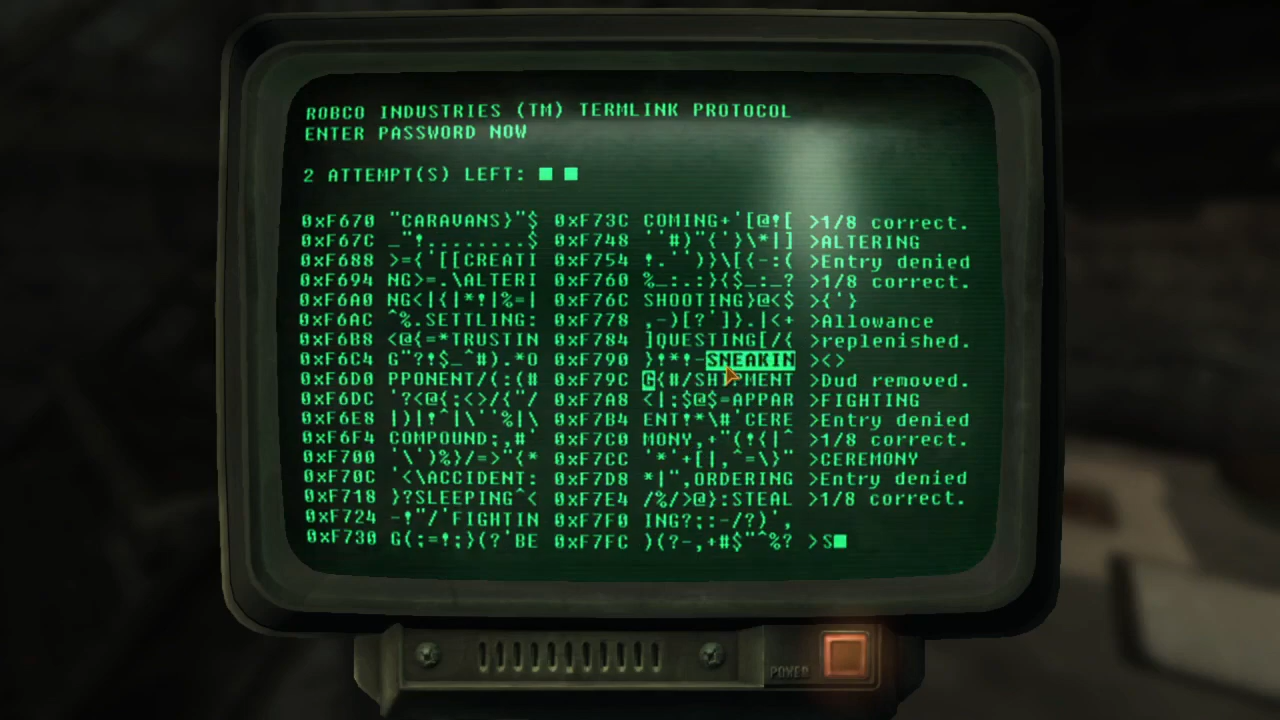 ROBCO INDUSTRIES (TM) TERMLINK PROTOCOL
ENTER PASSWORD NOW
2 ATTEMPT(S) LEFT: ■ ■
0xF670 "CARAVANS}"$ 0xF73C COMING+'[@![ >1/8 correct.
0xF67C _"!........$ 0xF748 ''#)"{'}\*|] >ALTERING
0xF688 >={'[[CREATI 0xF754 !.'')}\[{-:( >Entry denied
0xF694 NG>=.\ALTERI 0xF760 %_:.:}{$_:_? >1/8 correct.
0xF6A0 NG<|{|*!|%=| 0xF76C SHOOTING}@<$ >{'}
0xF6AC ^%.SETTLING: 0xF778 ,-)[?']}.|<+ >Allowance
0xF6B8 <@{=*TRUSTIN 0xF784 ]QUESTING[/{ >replenished.
0xF6C4 G"?!$_^#).*O 0xF790 }!*!-SNEAKIN ><>
0xF6D0 PPONENT/(:(# 0xF79C G{#/SHIPMENT >Dud removed.
0xF6DC '?<@{;<>/{"/ 0xF7A8 <|;$@$=APPAR >FIGHTING
0xF6E8 |)|!^|\''%|\ 0xF7B4 ENT!*\#'CERE >Entry denied
0xF6F4 COMPOUND;,#' 0xF7C0 MONY,+"(!{|^ >1/8 correct.
0xF700 '\')%}/=>"{* 0xF7CC '*'+[|,^=\}" >CEREMONY
0xF70C '<\ACCIDENT: 0xF7D8 *|",ORDERING >Entry denied
0xF718 }?SLEEPING^< 0xF7E4 /%/>@}:STEAL >1/8 correct.
0xF724 -!"/'FIGHTIN 0xF7F0 ING?;:-/?)',
0xF730 G(;=!;}(?'BE 0xF7FC )(?-,+#$"^%? >S■
POWER